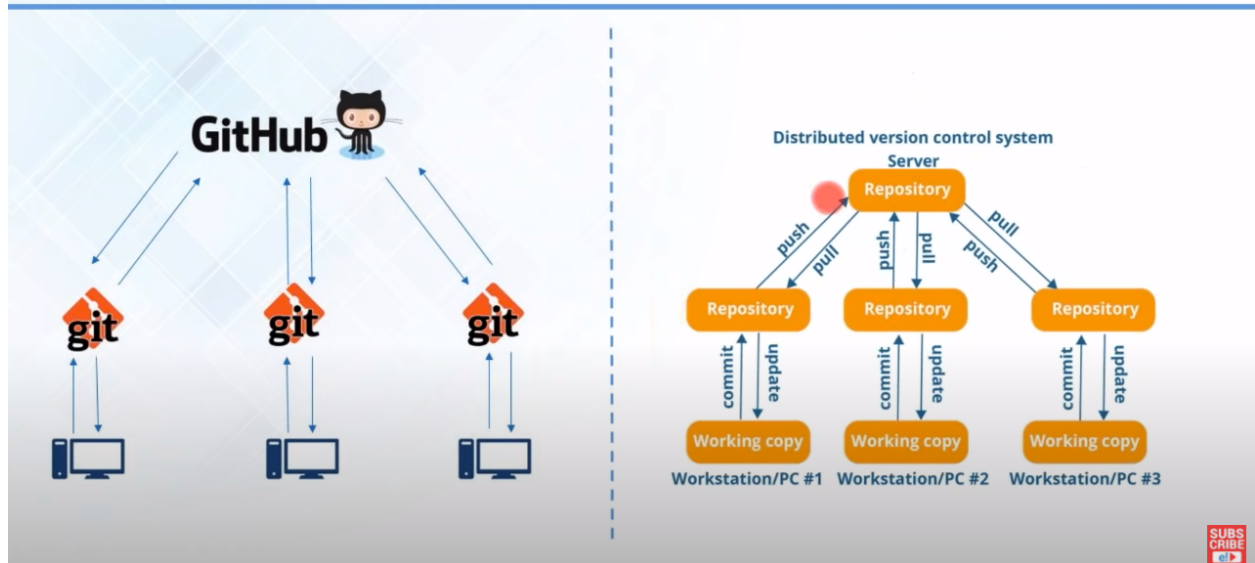 GitHub
git
git
git
Distributed version control system
Server
Repository
push
pull
push
pull
push
pull
Repository
Repository
Repository
commit
update
commit
update
commit
update
Working copy
Working copy
Working copy
Workstation/PC #1
Workstation/PC #2
Workstation/PC #3
SUBS
CRIBE
e!